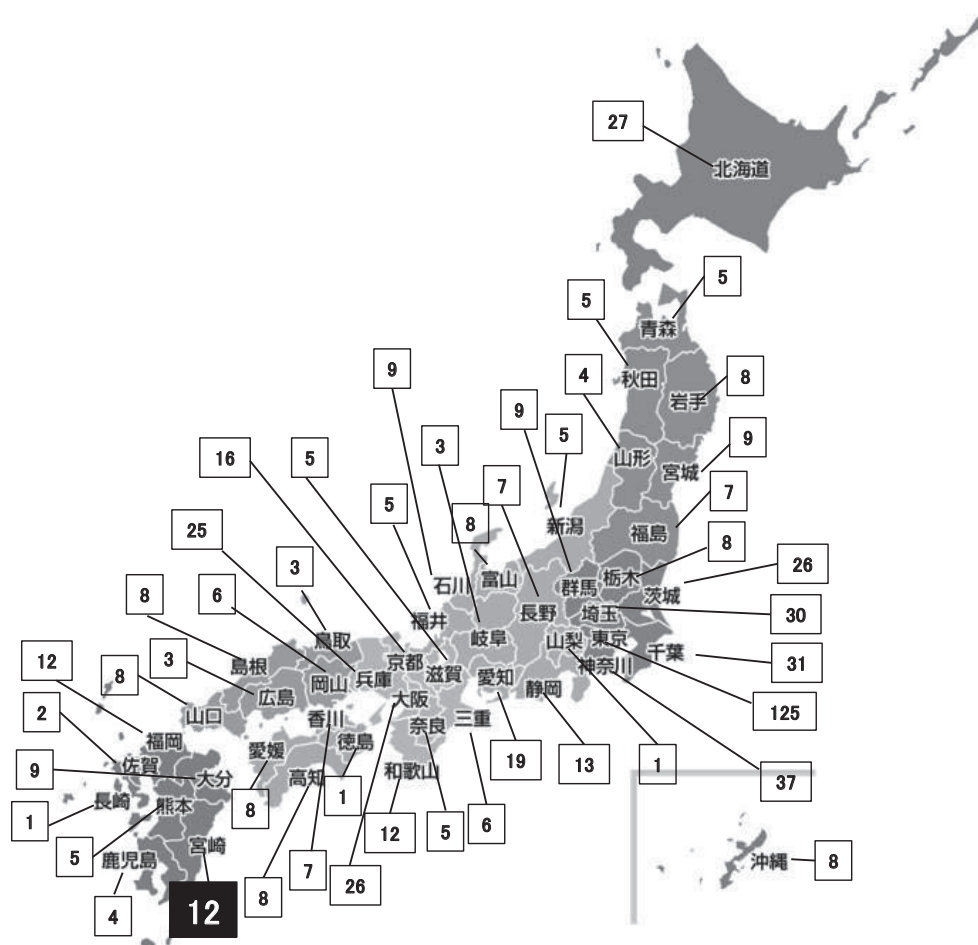 27
北海道
5
5
青森
9
4
秋田
8
岩手
9
5
3
16
5
山形
9
宮城
7
5
7
8
新潟
福島
25
8
26
3
石川
富山
群馬
栃木
茨城
8
6
福井
長野
埼玉
30
鳥取
岐阜
山梨
東京
12
8
3
島根
京都
滋賀
神奈川
千葉
31
岡山
兵庫
愛知
静岡
2
広島
大阪
125
山口
香川
奈良
三重
福岡
愛媛
徳島
9
佐賀
大分
高知
和歌山
19
13
1
37
1
長崎
熊本
8
1
12
5
6
5
鹿児島
宮崎
7
26
沖縄
8
4
12
8